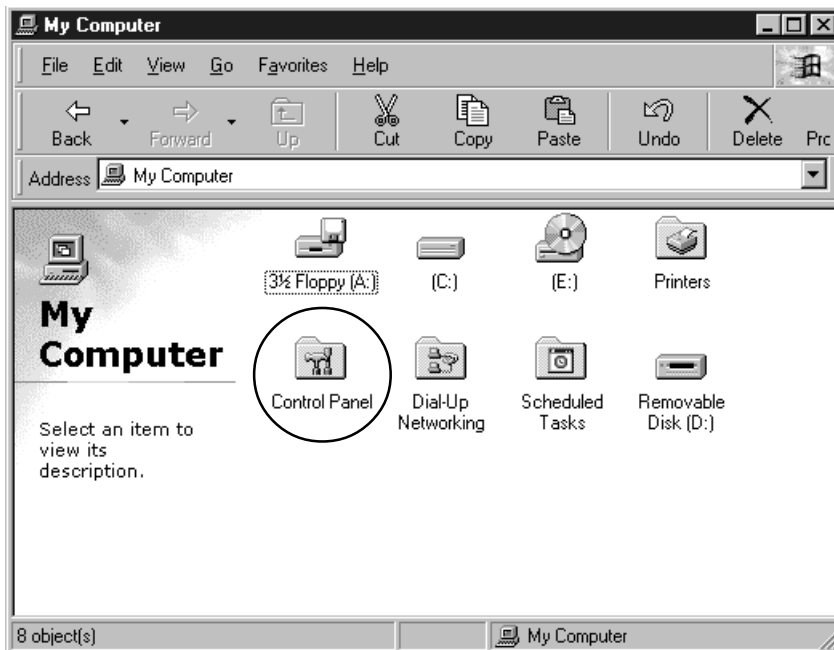 My Computer
File Edit View Go Favorites Help
Back Forward Up Cut Copy Paste Undo Delete Prc
Address My Computer
3½ Floppy (A:) (C:) (E:) Printers
My
Computer
Control Panel Dial-Up Networking Scheduled Tasks Removable Disk (D:)
Select an item to
view its
description.
8 object(s) My Computer